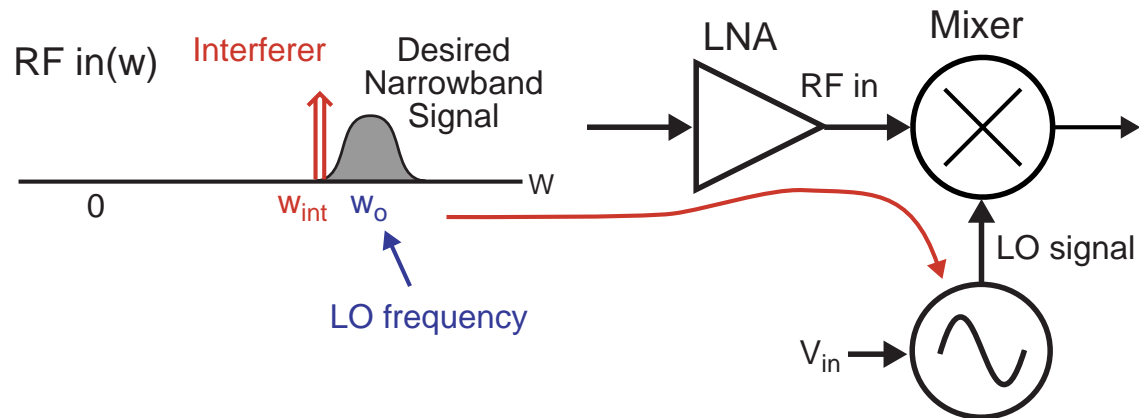 RF in(w)
Interferer
Desired
Narrowband
Signal
LNA
Mixer
RF in
W
0
wint
wo
LO frequency
LO signal
Vin